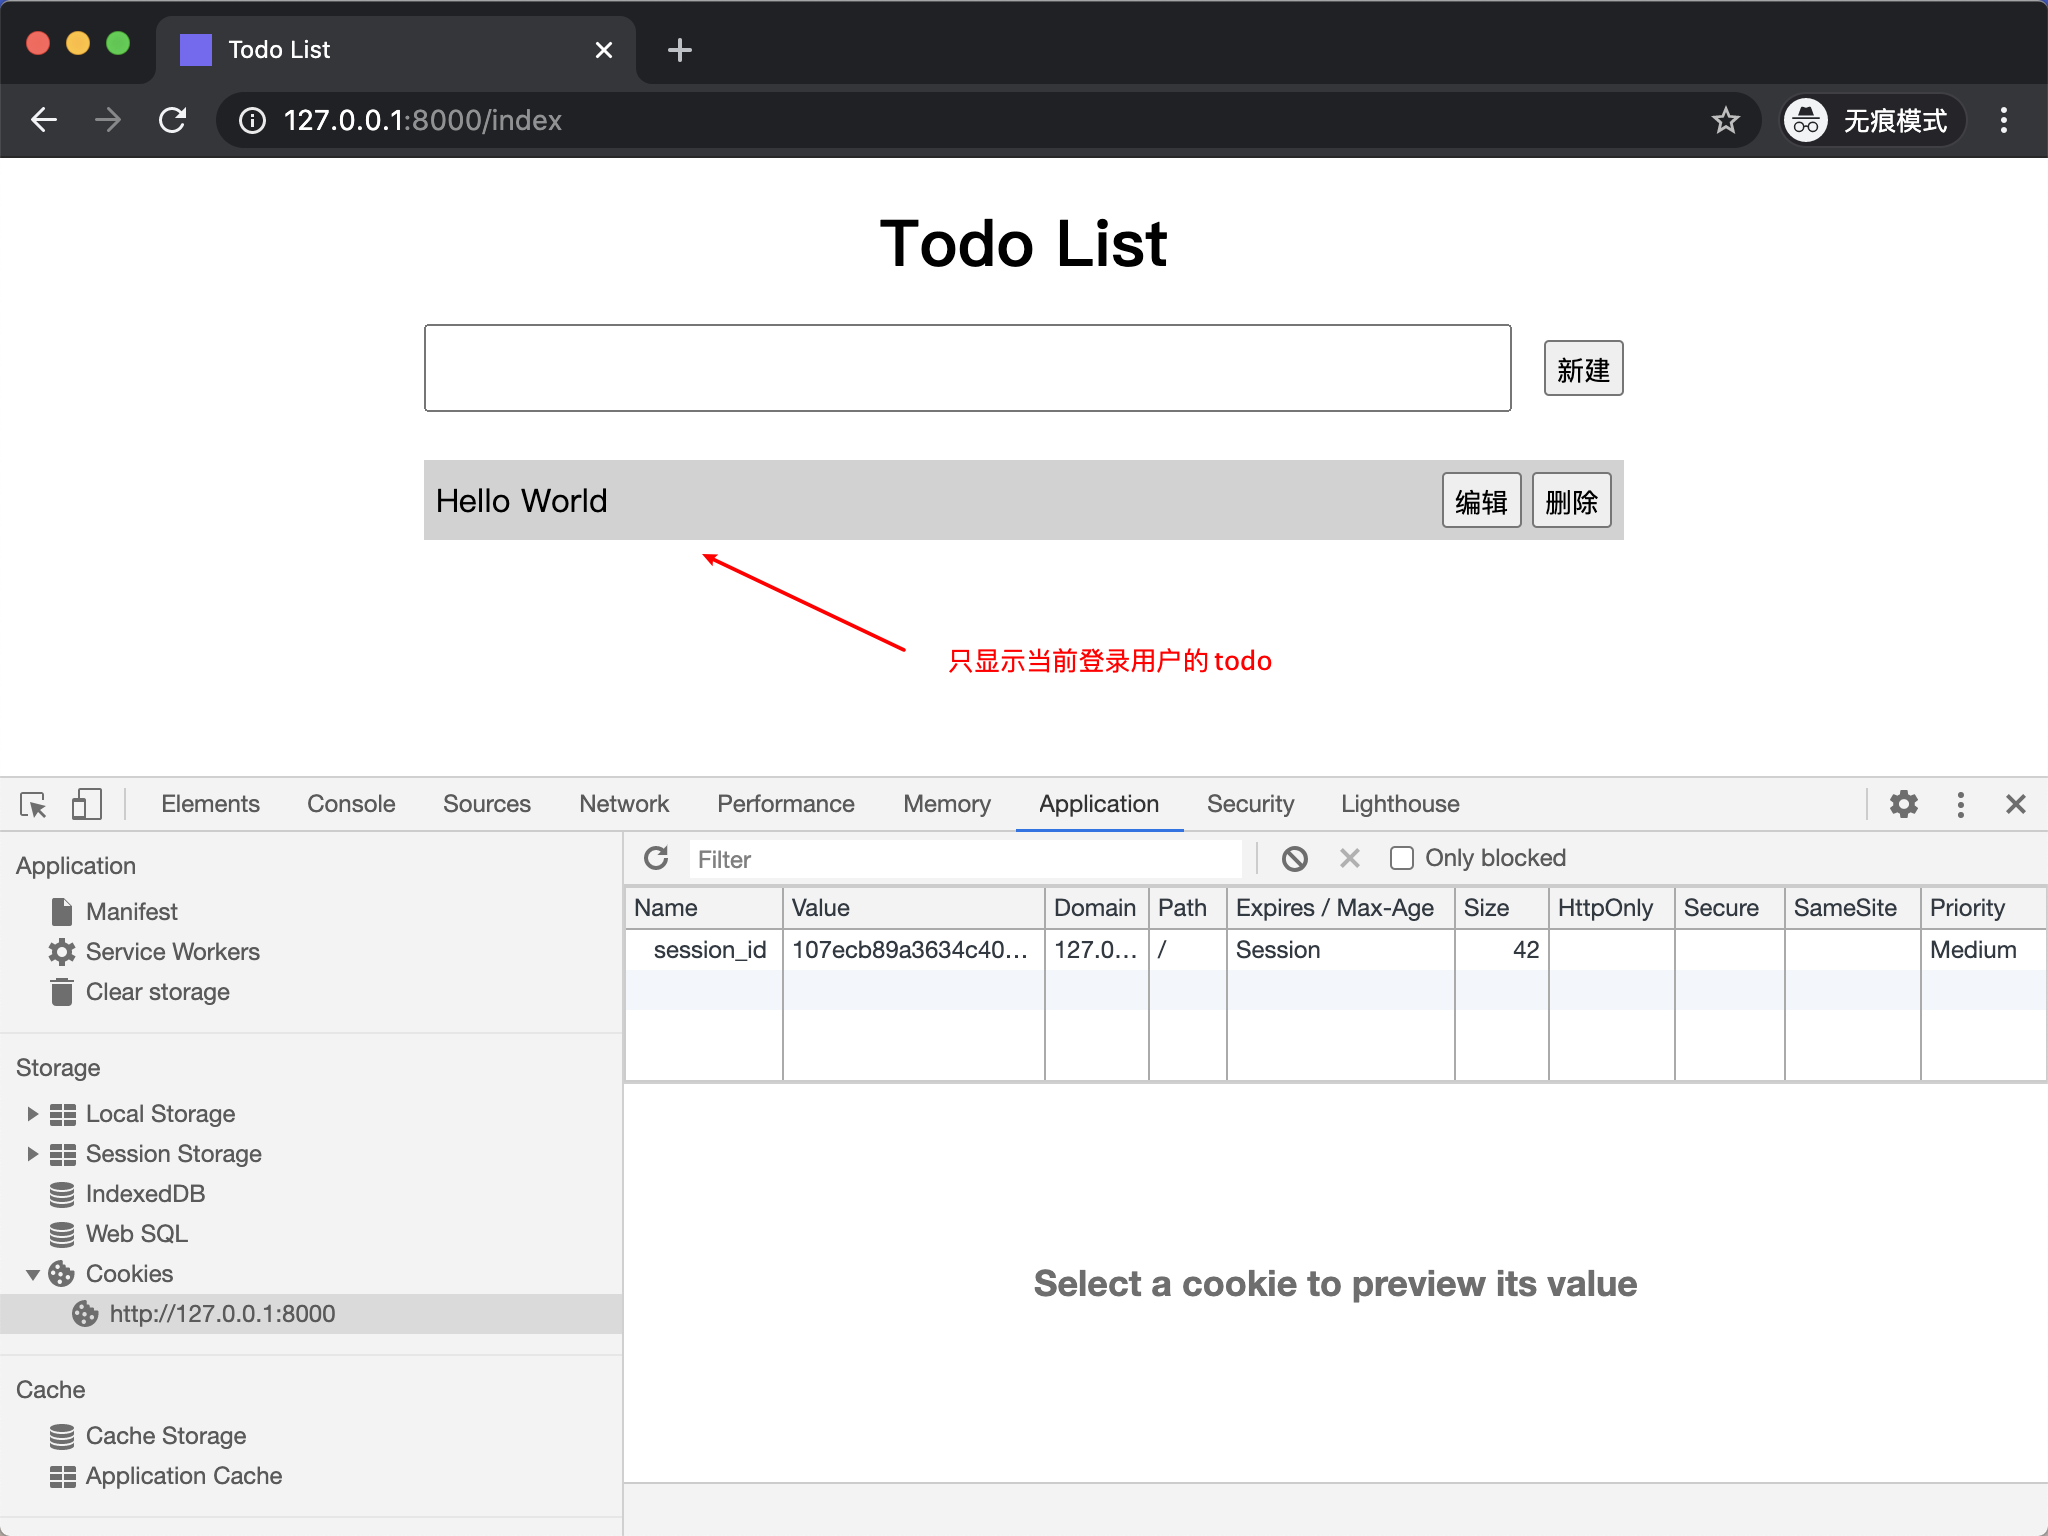 Todo List
127.0.0.1:8000/index
无痕模式
Todo List
新建
Hello World
编辑
删除
只显示当前登录用户的 todo
Elements Console Sources Network Performance Memory Application Security Lighthouse
Application
Manifest
Service Workers
Clear storage
Storage
Local Storage
Session Storage
IndexedDB
Web SQL
Cookies
http://127.0.0.1:8000
Cache
Cache Storage
Application Cache
Filter
Only blocked
Name Value Domain Path Expires / Max-Age Size HttpOnly Secure SameSite Priority
session_id 107ecb89a3634c40... 127.0... / Session 42 Medium
Select a cookie to preview its value